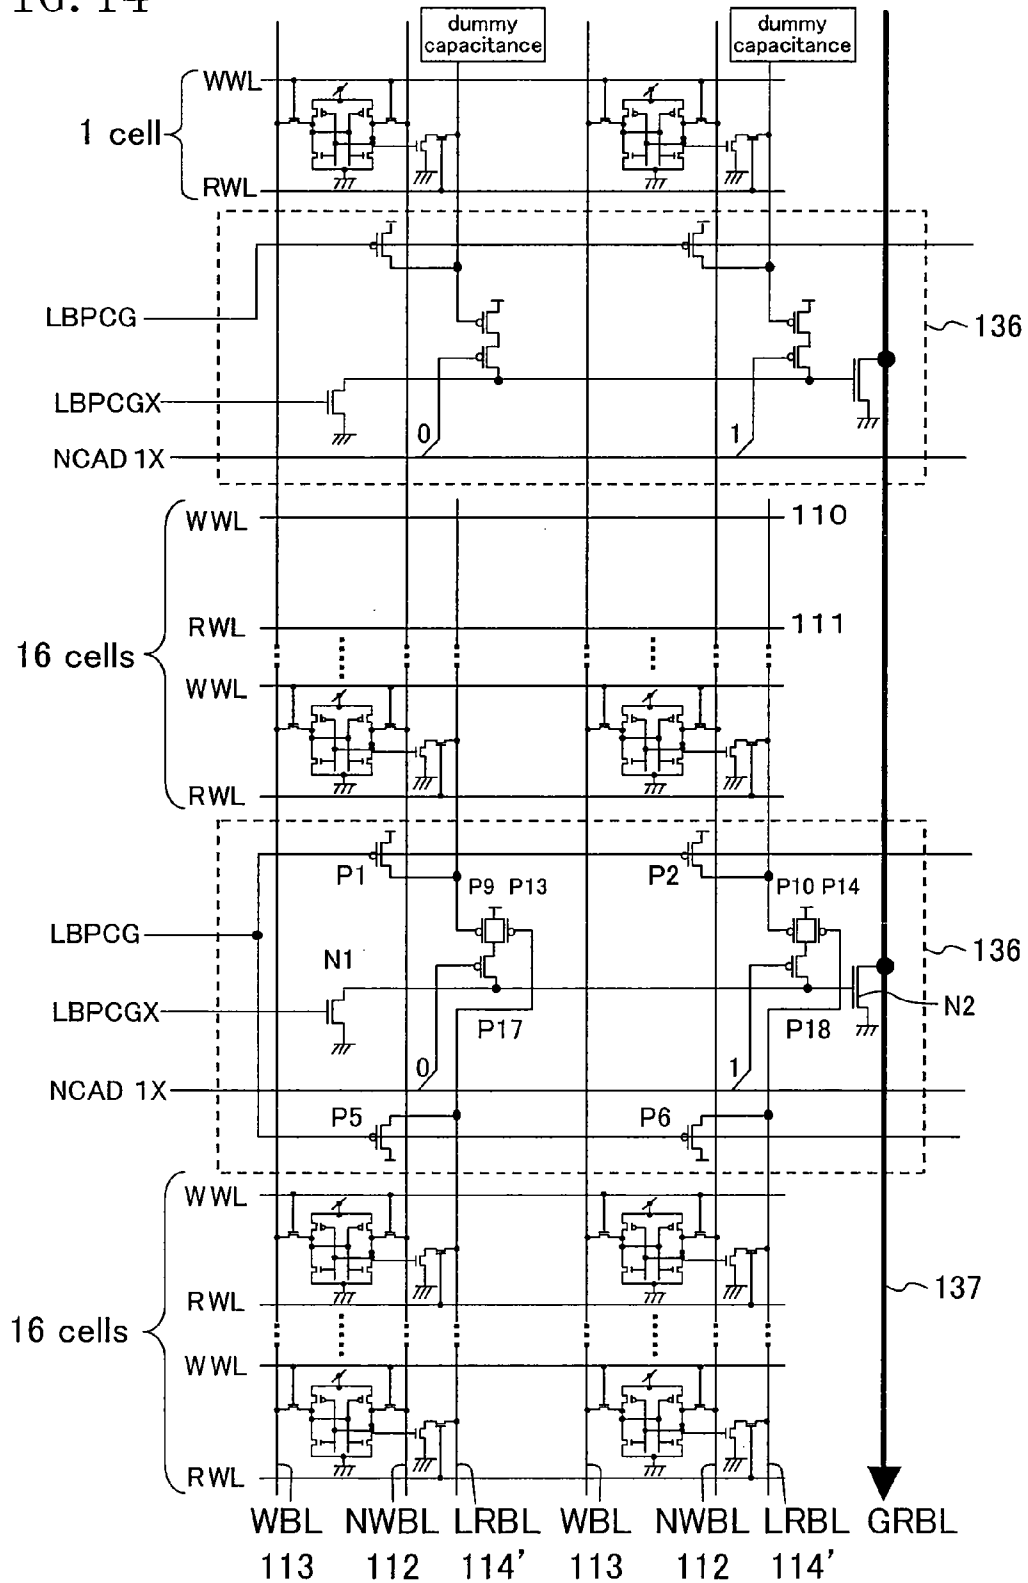 FIG. 14
dummy capacitance
dummy capacitance
WWL
1 cell
RWL
LBPCG
136
LBPCGX
0
1
NCAD 1X
WWL
110
RWL
111
16 cells
WWL
RWL
P1
P2
P9 P13
P10 P14
LBPCG
136
N1
LBPCGX
N2
P17
P18
0
1
NCAD 1X
P5
P6
WWL
RWL
137
16 cells
WWL
RWL
WBL NWBL LRBL WBL NWBL LRBL GRBL
113 112 114' 113 112 114'